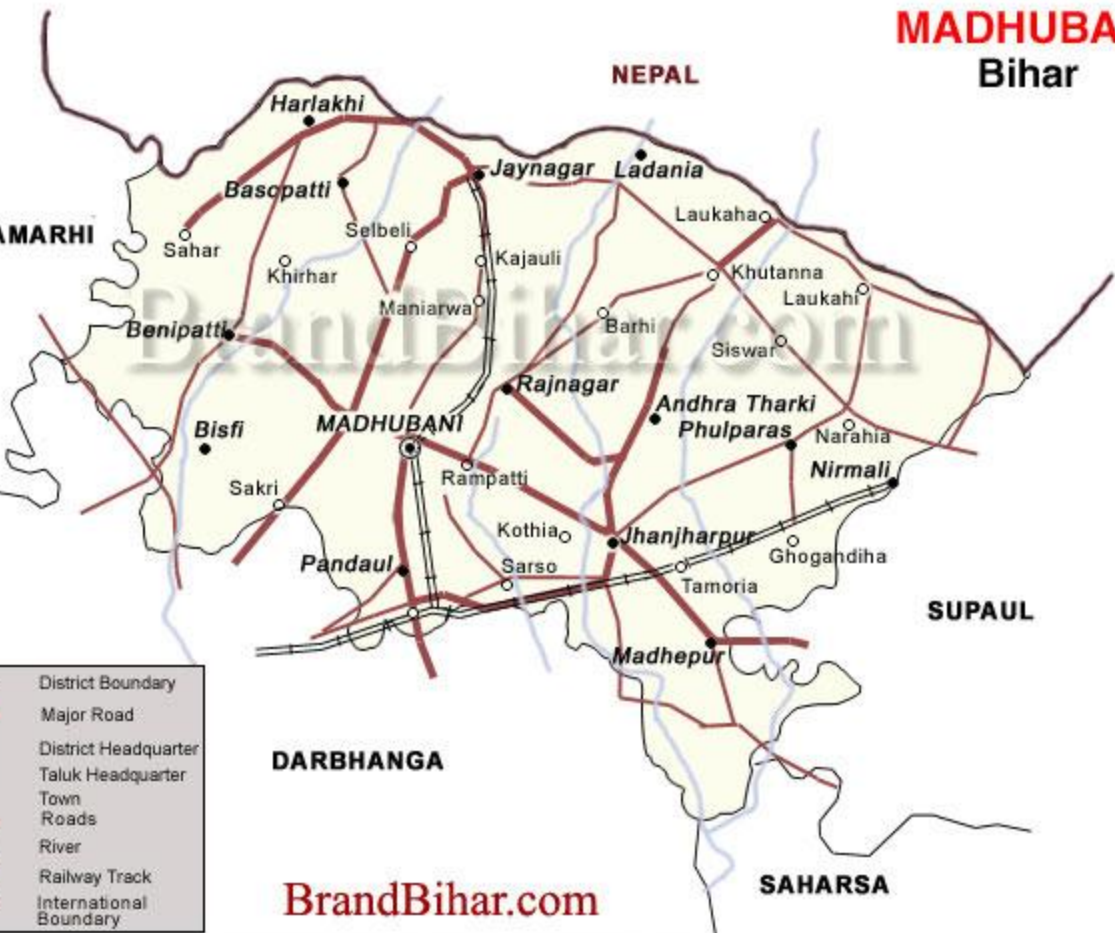 MADHUBA
Bihar
NEPAL
Harlakhi
Jaynagar
Ladania
Basopatti
Laukaha
AMARHI
Selbeli
Sahar
Kajauli
Khirhar
Khutanna
Laukahi
Maniarwa
Barhi
Benipatti
BrandBihar.com
Siswar
Rajnagar
Andhra Tharki
MADHUBANI
Phulparas
Bisfi
Narahia
Nirmali
Rampatti
Sakri
Kothia
Jhanjharpur
Ghogandiha
Pandaul
Sarso
Tamoria
SUPAUL
Madhepur
District Boundary
Major Road
District Headquarter
Taluk Headquarter
Town
Roads
River
Railway Track
International
Boundary
DARBHANGA
BrandBihar.com
SAHARSA